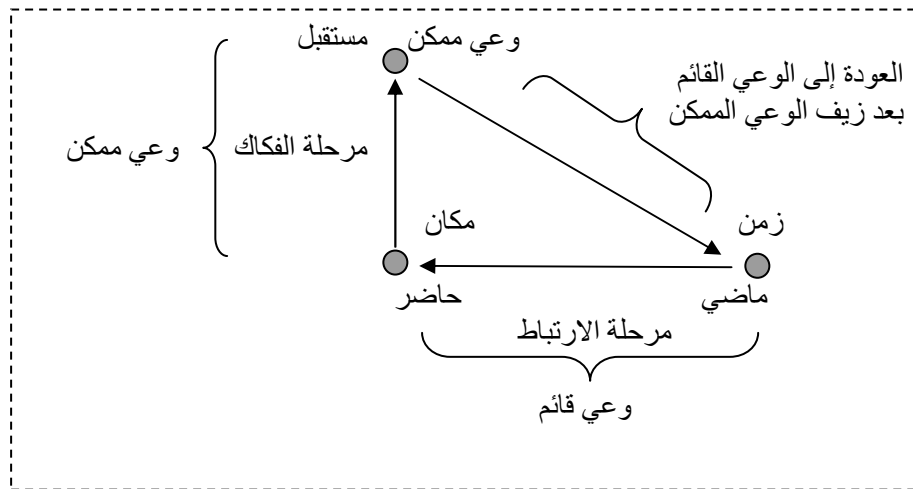 وعي ممكن
مستقبل
العودة إلى الوعي القائم
بعد زيف الوعي الممكن
مرحلة الفكاك
وعي ممكن
زمن
مكان
ماضي
حاضر
مرحلة الارتباط
وعي قائم